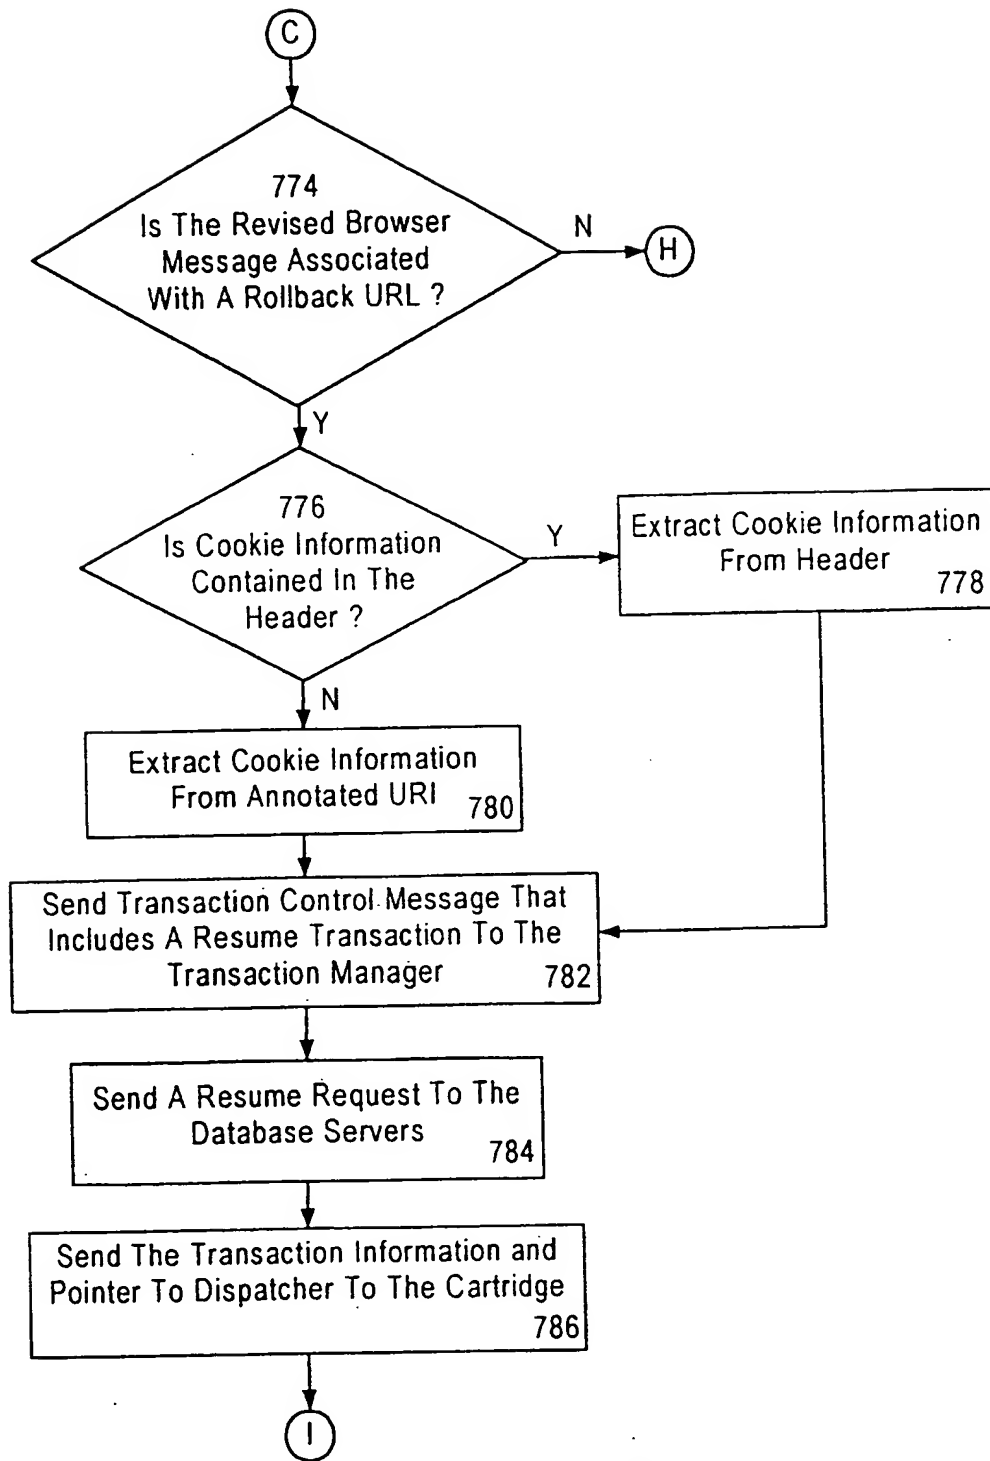 C
774
Is The Revised Browser
Message Associated
With A Rollback URL ?
N
H
Y
776
Is Cookie Information
Contained In The
Header ?
Y
Extract Cookie Information
From Header
778
N
Extract Cookie Information
From Annotated URI
780
Send Transaction Control Message That
Includes A Resume Transaction To The
Transaction Manager
782
Send A Resume Request To The
Database Servers
784
Send The Transaction Information and
Pointer To Dispatcher To The Cartridge
786
I